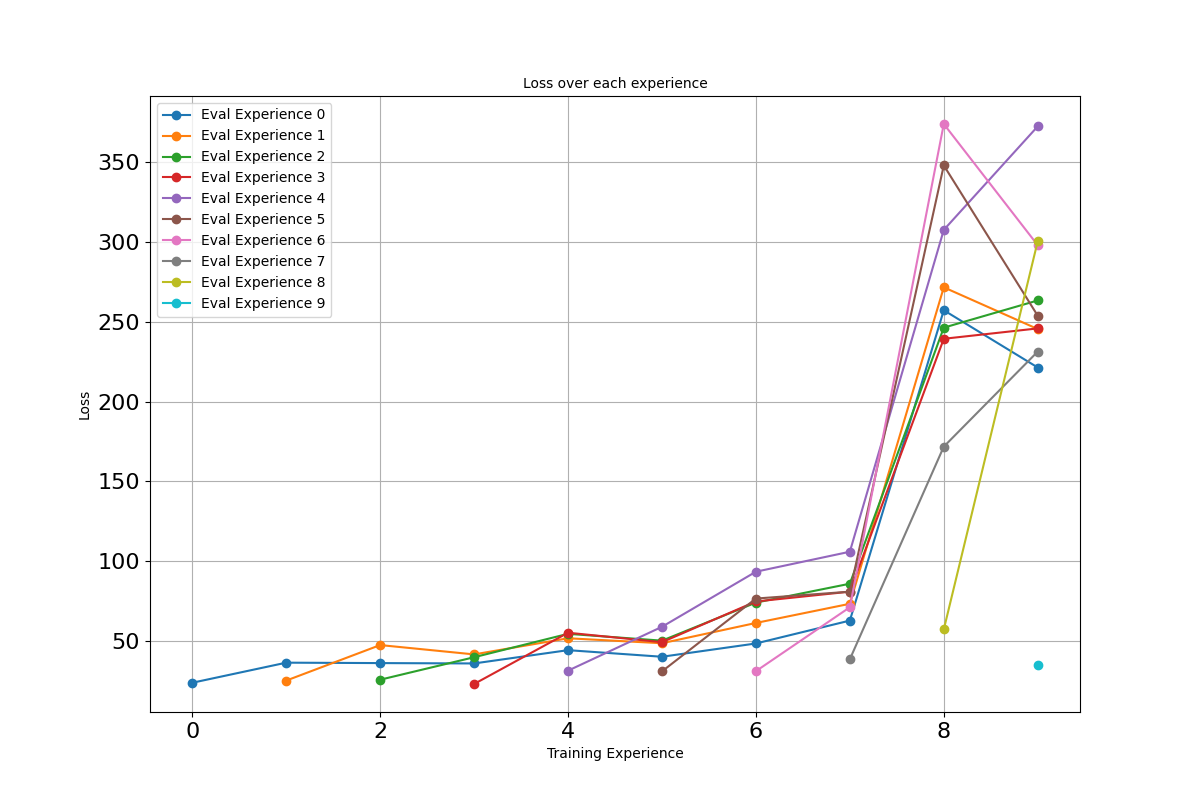 Loss over each experience
Eval Experience 0
Eval Experience 1
Eval Experience 2
Eval Experience 3
Eval Experience 4
Eval Experience 5
Eval Experience 6
Eval Experience 7
Eval Experience 8
Eval Experience 9
350
300
250
200
150
100
50
Loss
0 2 4 6 8
Training Experience